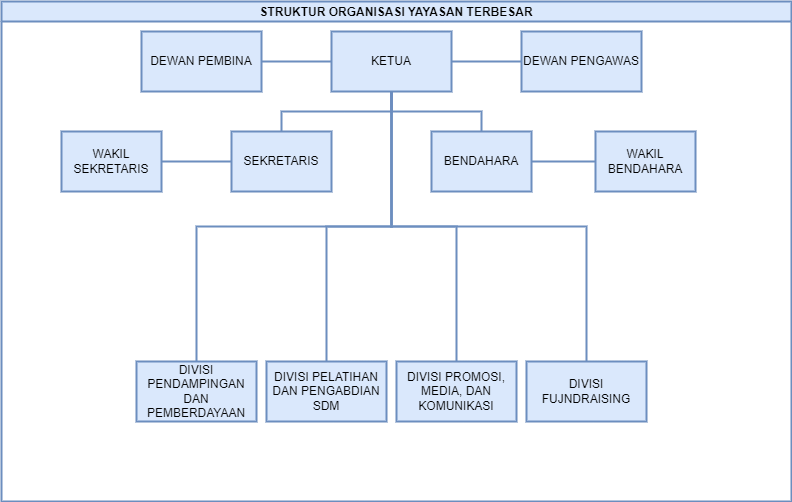 STRUKTUR ORGANISASI YAYASAN TERBESAR
DEWAN PEMBINA
KETUA
DEWAN PENGAWAS
WAKIL
SEKRETARIS
SEKRETARIS
BENDAHARA
WAKIL
BENDAHARA
DIVISI
PENDAMPINGAN
DAN
PEMBERDAYAAN
DIVISI PELATIHAN
DAN PENGABDIAN
SDM
DIVISI PROMOSI,
MEDIA, DAN
KOMUNIKASI
DIVISI
FUJNDRAISING